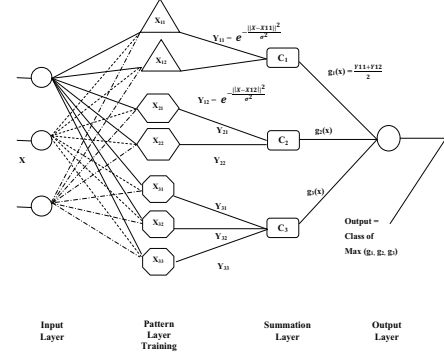 X₁₁
Y₁₁ − e^(−||X−X11||²/σ²)
X₁₂
C₁
g₁(x) = (Y11+Y12)/2
Y₁₂ − e^(−||X−X12||²/σ²)
X₂₁
Y₂₁
g₂(x)
C₂
X₂₂
X
Y₂₂
X₃₁
g₃(x)
Y₃₁
X₃₂
C₃
Output =
Y₃₂
Class of
X₃₃
Max (g₁, g₂, g₃)
Y₃₃
Input
Layer
Pattern
Layer
Training
Summation
Layer
Output
Layer